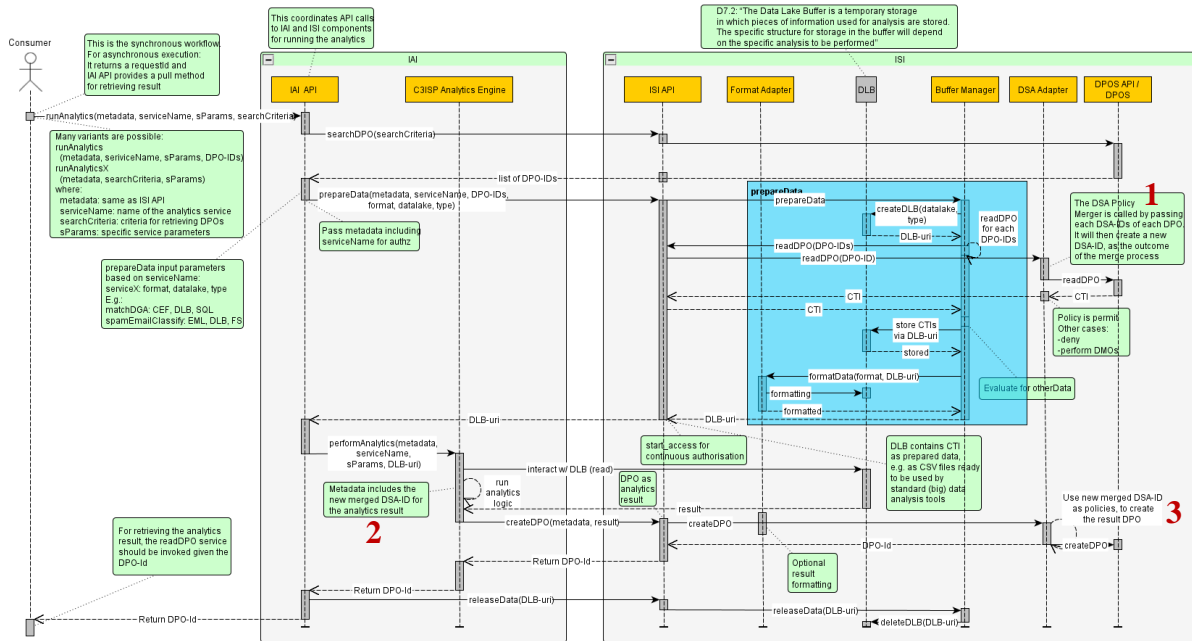 This coordinates API calls
to IAI and ISI components
for running the analytics
D7.2: “The Data Lake Buffer is a temporary storage
in which pieces of information used for analysis are stored.
The specific structure for storage in the buffer will depend
on the specific analysis to be performed”
Consumer
This is the synchronous workflow.
For asynchronous execution:
It returns a requestId and
IAI API provides a pull method
for retrieving result
IAI
ISI
IAI API
C3ISP Analytics Engine
ISI API
Format Adapter
DLB
Buffer Manager
DSA Adapter
DPOS API /
DPOS
runAnalytics(metadata, serviceName, sParams, searchCriteria)
searchDPO(searchCriteria)
Many variants are possible:
runAnalytics
(metadata, seriviceName, sParams, DPO-IDs)
runAnalyticsX
(metadata, searchCriteria, sParams)
where:
metadata: same as ISI API
serviceName: name of the analytics service
searchCriteria: criteria for retrieving DPOs
sParams: specific service parameters
list of DPO-IDs
prepareData(metadata, serviceName, DPO-IDs,
format, datalake, type)
Pass metadata including
serviceName for authz
prepareData
prepareData
createDLB(datalake,
type)
DLB-uri
readDPO
for each
DPO-IDs
readDPO(DPO-IDs)
readDPO(DPO-ID)
1
The DSA Policy
Merger is called by passing
each DSA-IDs of each DPO.
It will then create a new
DSA-ID, as the outcome
of the merge process
readDPO
CTI
CTI
CTI
prepareData input parameters
based on serviceName:
serviceX: format, datalake, type
E.g.:
matchDGA: CEF, DLB, SQL
spamEmailClassify: EML, DLB, FS
Policy is permit.
Other cases:
-deny
-perform DMOs
store CTIs
via DLB-uri
stored
formatData(format, DLB-uri)
formatting
formatted
Evaluate for otherData
DLB-uri
DLB-uri
performAnalytics(metadata,
serviceName,
sParams, DLB-uri)
start_access for
continuous authorisation
DLB contains CTI
as prepared data,
e.g. as CSV files ready
to be used by
standard (big) data
analysis tools
interact w/ DLB (read)
Metadata includes the
new merged DSA-ID for
the analytics result
2
run
analytics
logic
DPO as
analytics
result
result
Use new merged DSA-ID
as policies, to create
the result DPO
3
createDPO(metadata, result)
createDPO
DPO-Id
createDPO
For retrieving the analytics
result, the readDPO service
should be invoked given the
DPO-Id
Optional
result
formatting
Return DPO-Id
Return DPO-Id
releaseData(DLB-uri)
releaseData(DLB-uri)
Return DPO-Id
deleteDLB(DLB-uri)